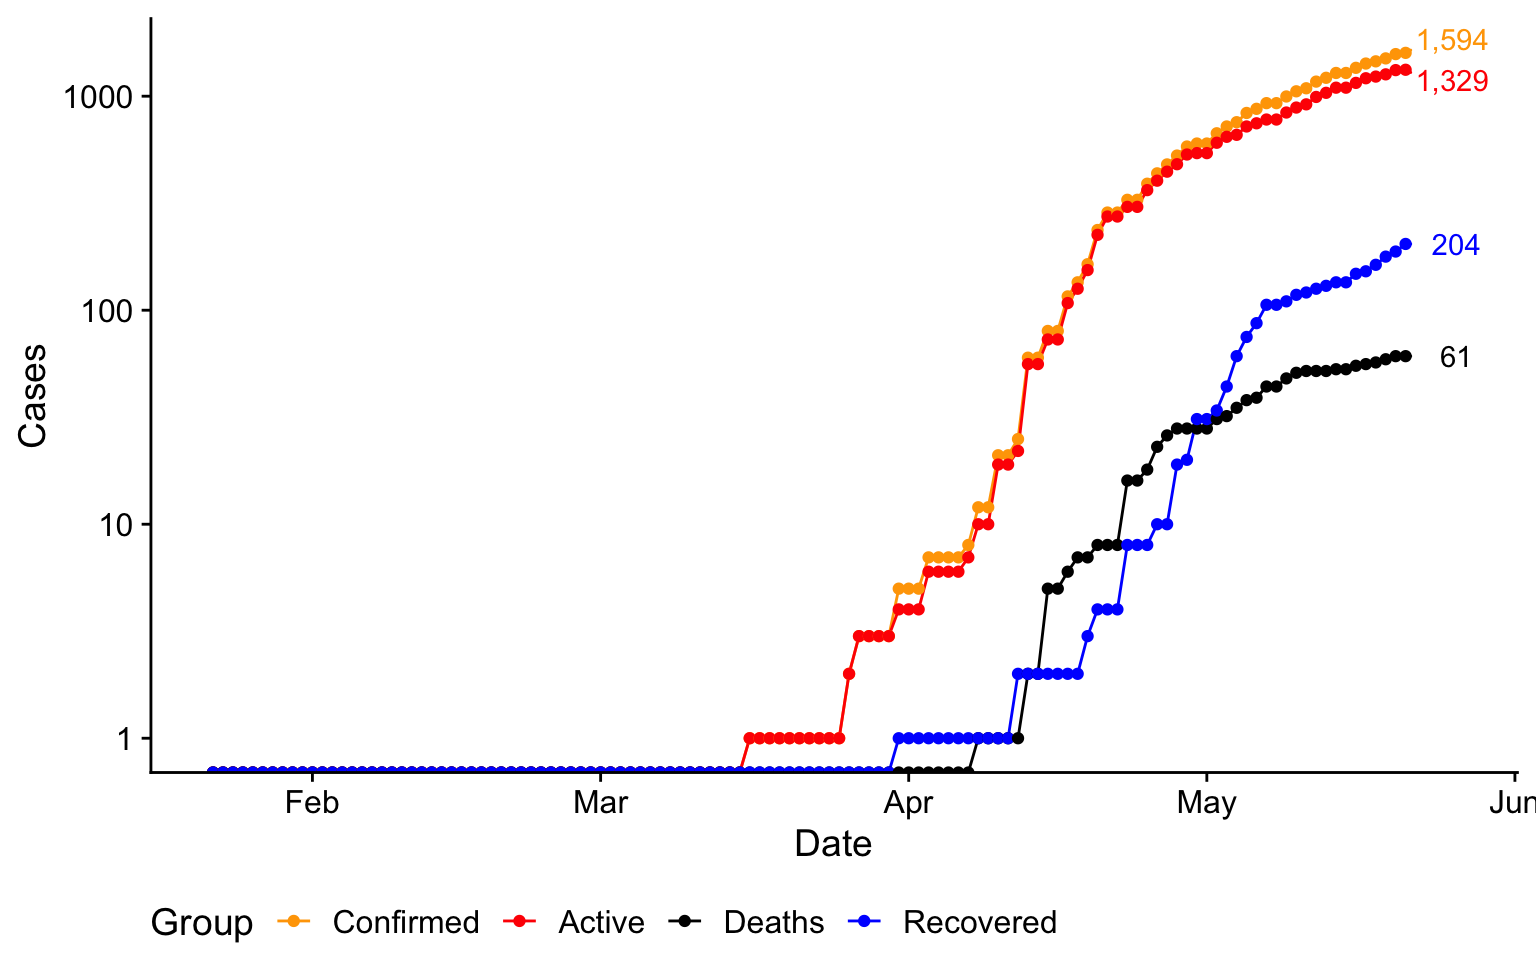 1,594
1,329
204
61
1000
100
10
1
Cases
Feb Mar Apr May Jun
Date
Group Confirmed Active Deaths Recovered